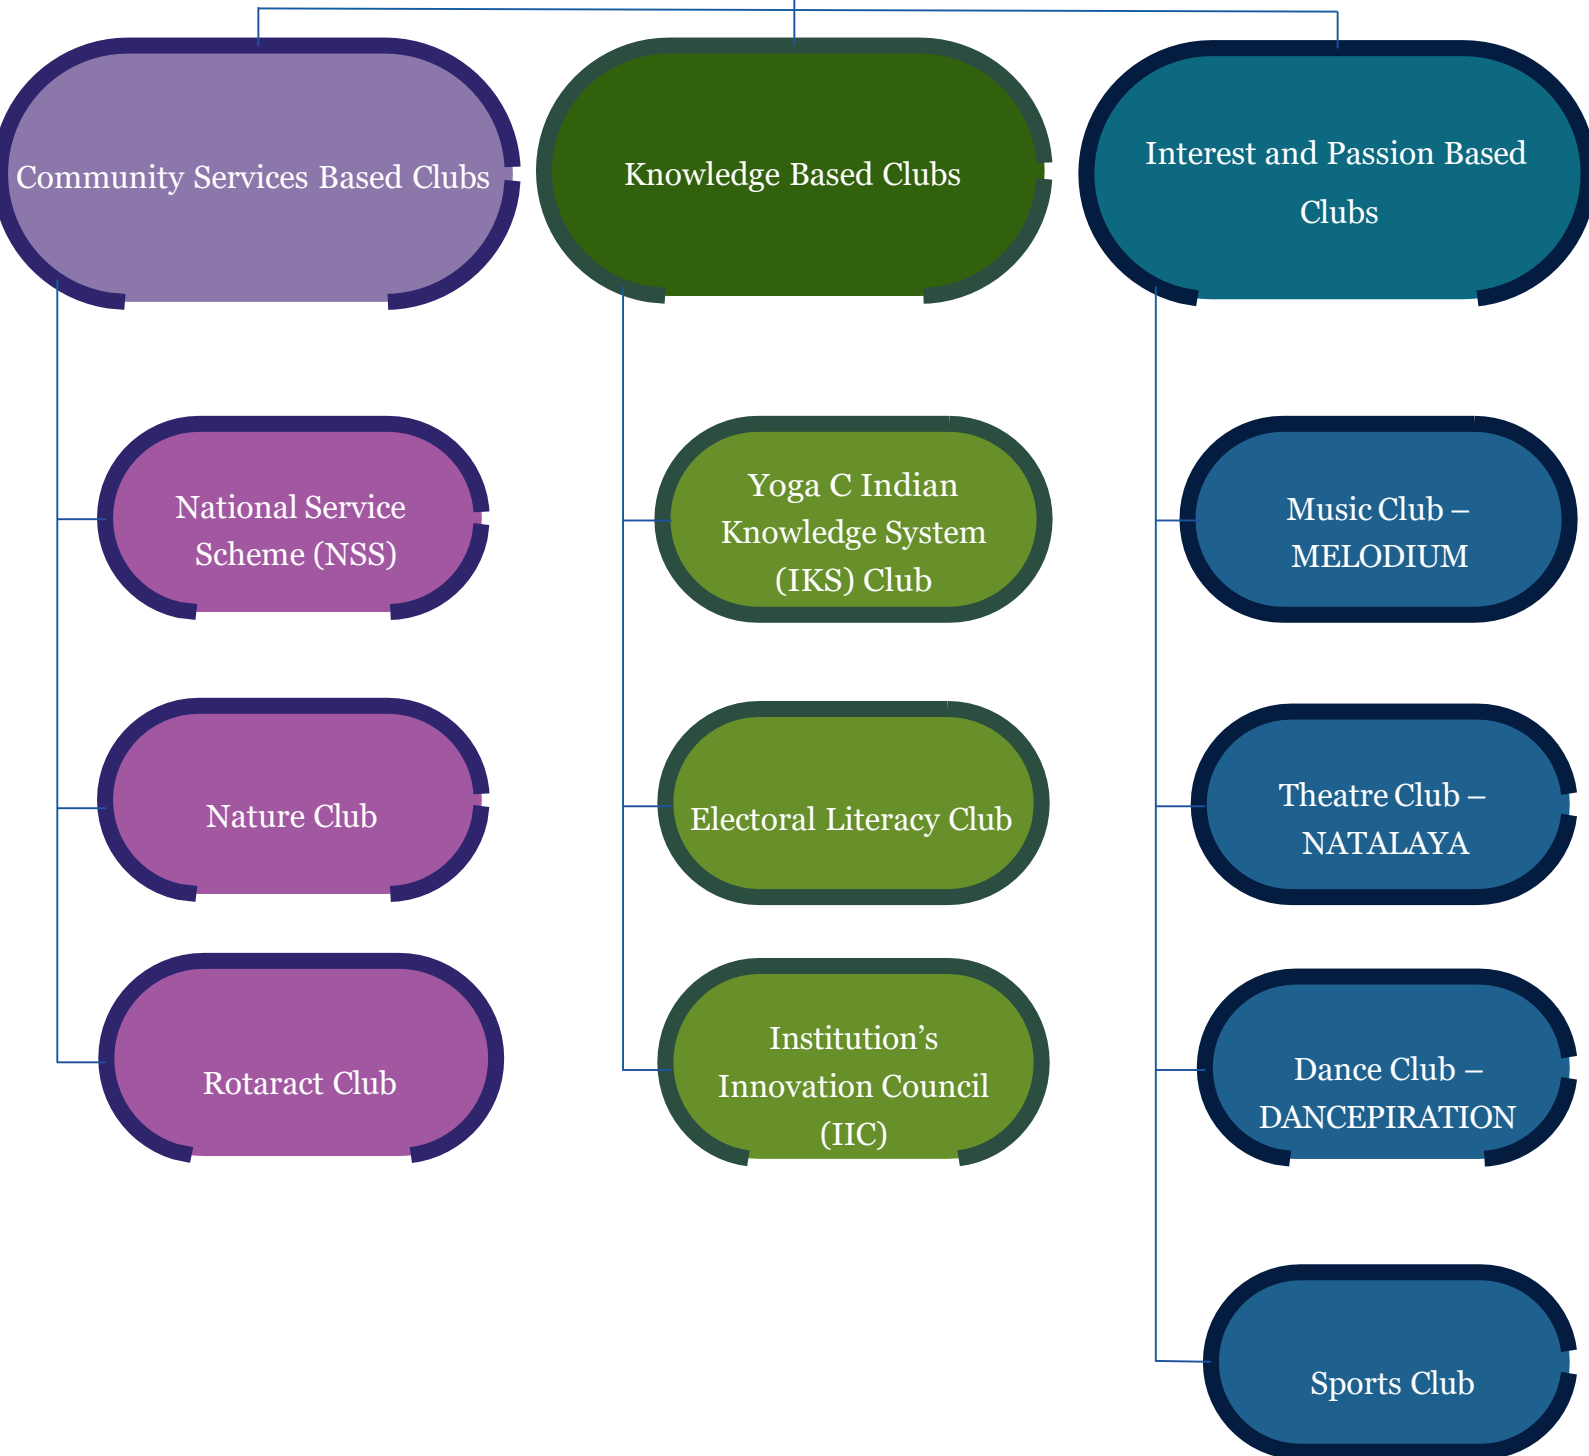 Community Services Based Clubs
Knowledge Based Clubs
Interest and Passion Based
Clubs
National Service
Scheme (NSS)
Yoga C Indian
Knowledge System
(IKS) Club
Music Club –
MELODIUM
Nature Club
Electoral Literacy Club
Theatre Club –
NATALAYA
Rotaract Club
Institution’s
Innovation Council
(IIC)
Dance Club –
DANCEPIRATION
Sports Club